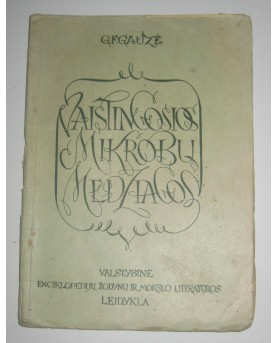 G.F.GAUZĖ
VAISTINGOSIOS
MIKROBŲ
MEDŽIAGOS
VALSTYBINĖ
ENCIKLOPEDIJŲ, ŽODYNŲ IR MOKSLO LITERATŪROS
LEIDYKLA